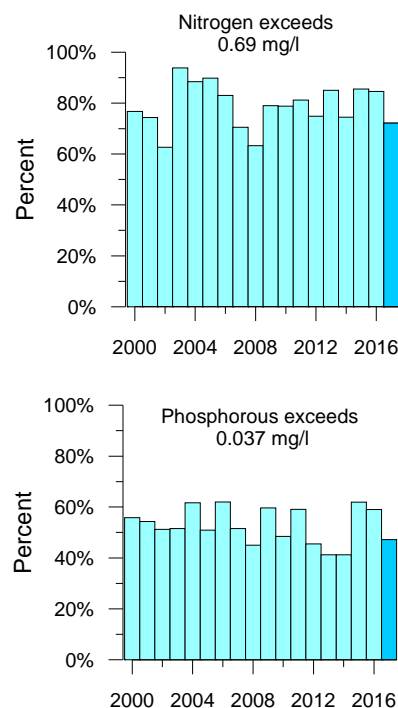 Nitrogen exceeds
0.69 mg/l
100%
80%
60%
40%
20%
0%
Percent
2000 2004 2008 2012 2016
Phosphorous exceeds
0.037 mg/l
100%
80%
60%
40%
20%
0%
Percent
2000 2004 2008 2012 2016